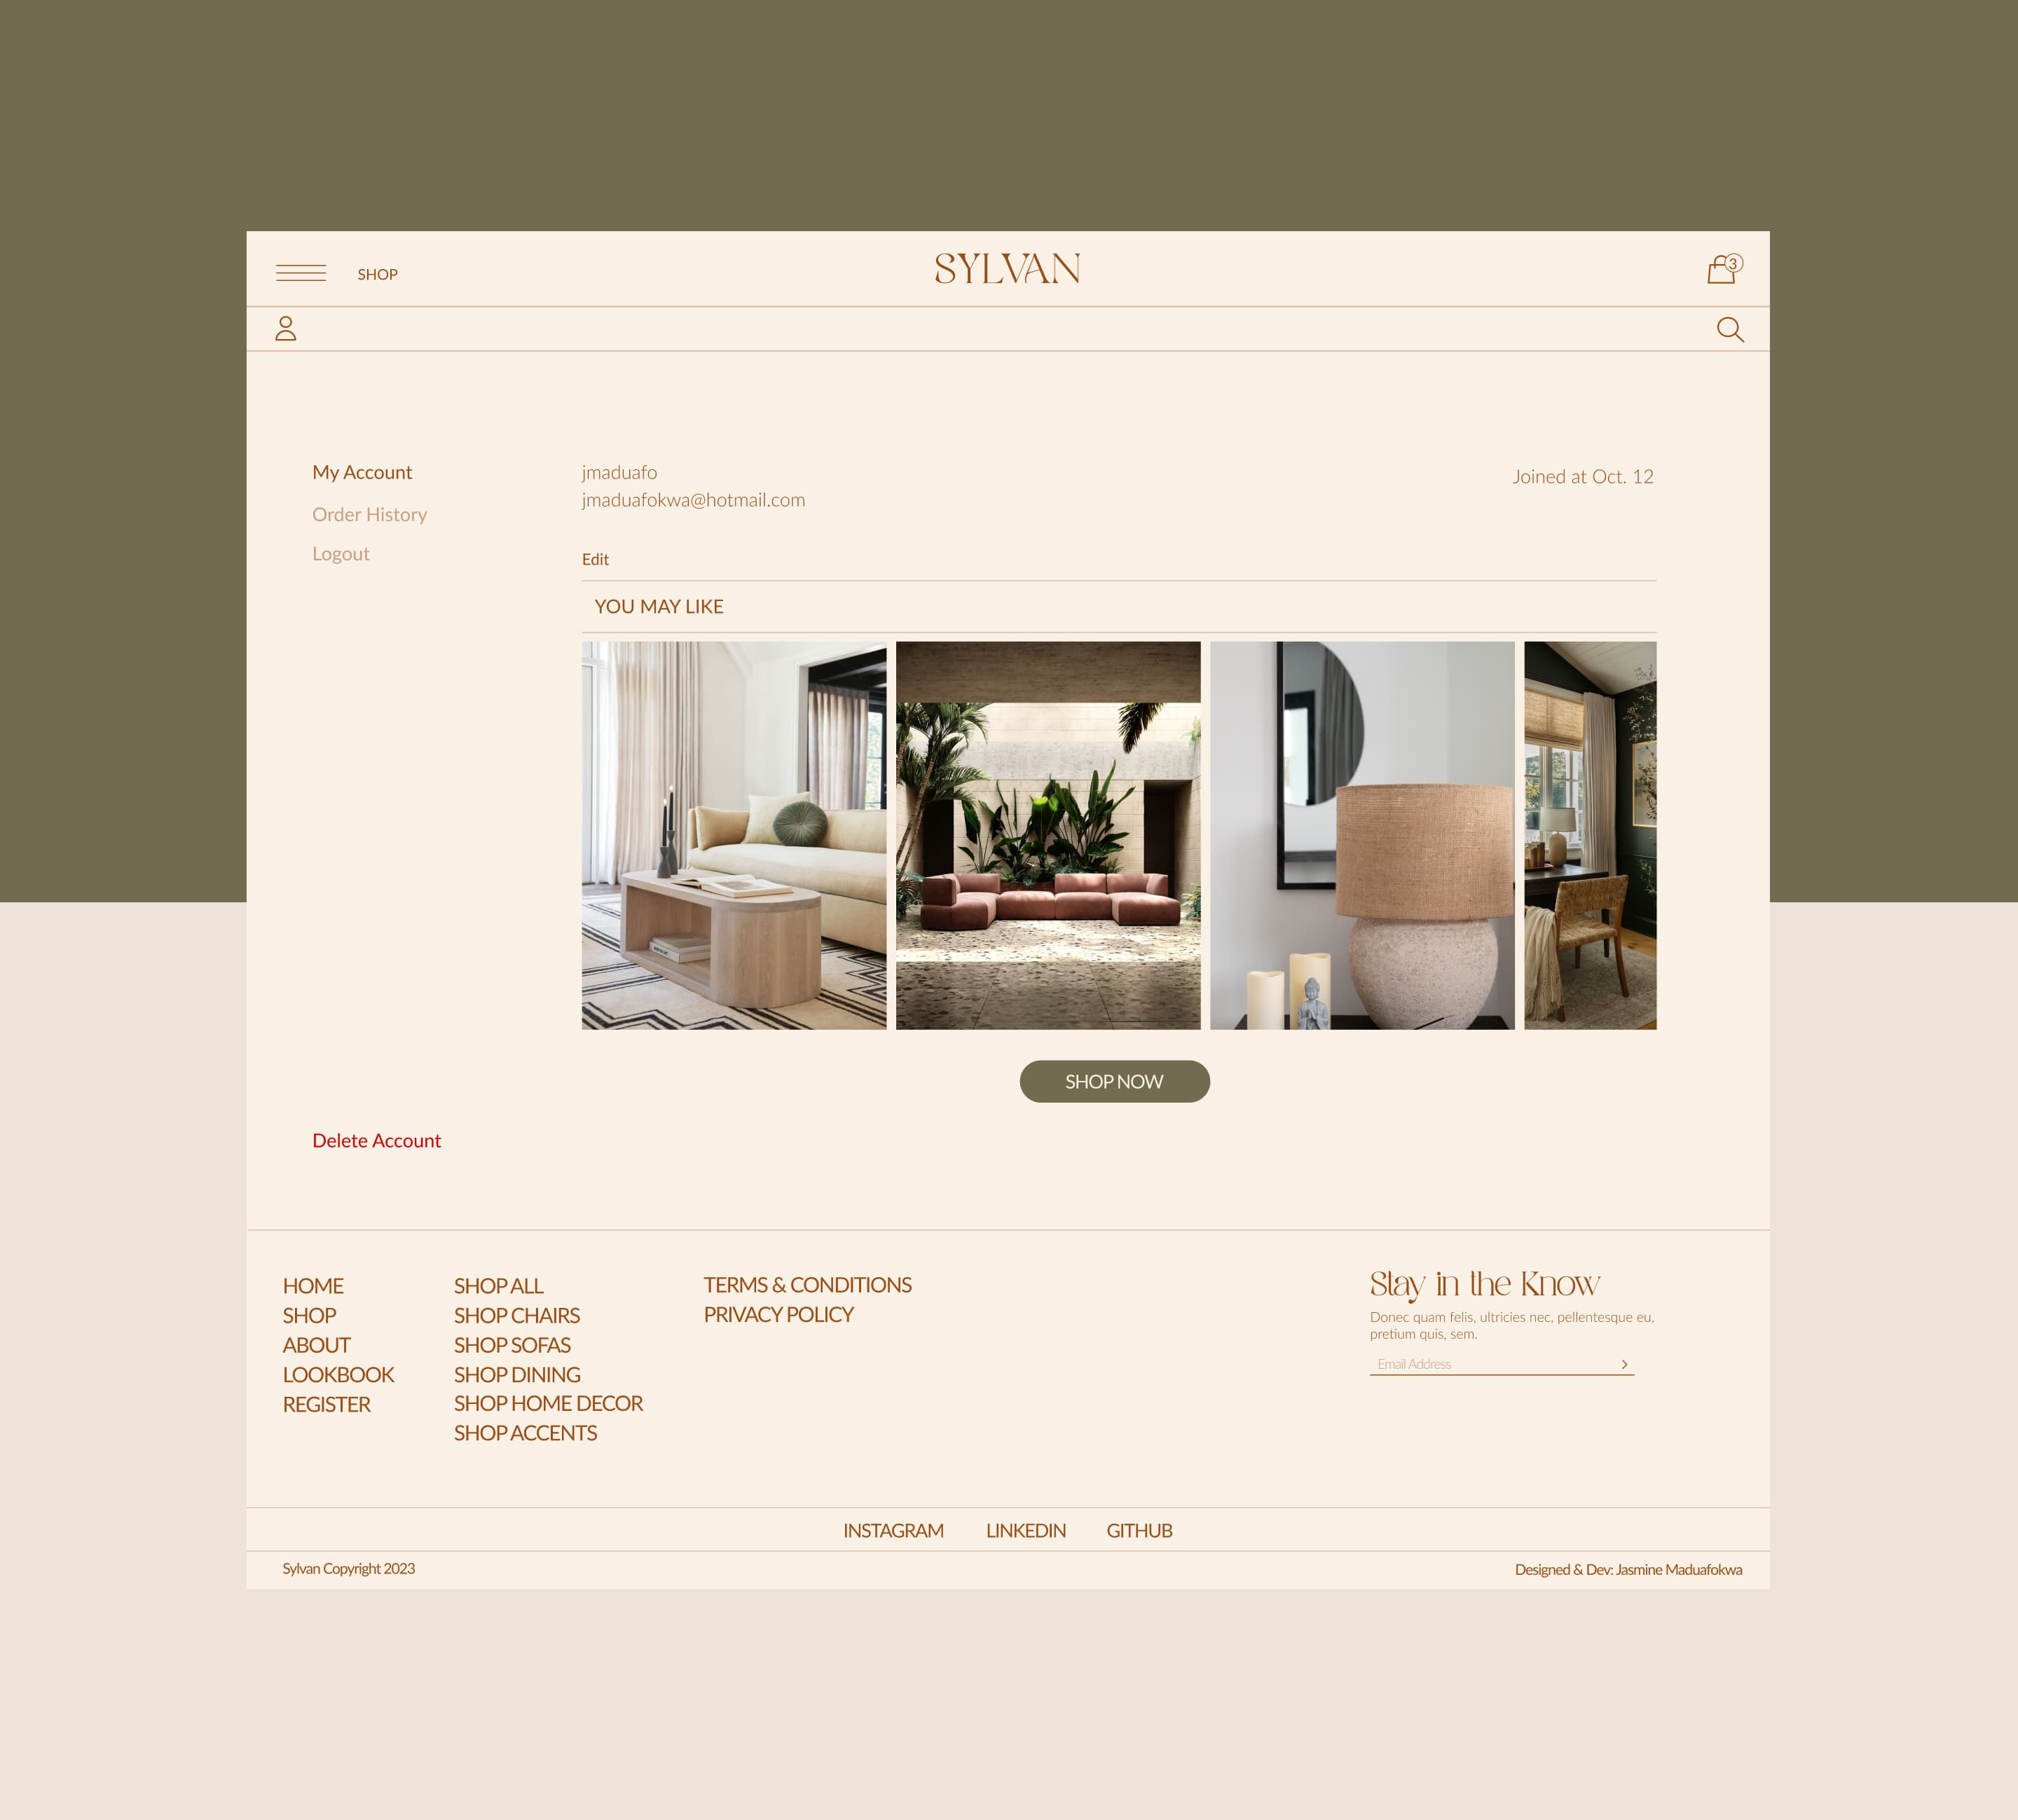 SHOP
SYLVAN
3
My Account
Order History
Logout
jmaduafo
jmaduafokwa@hotmail.com
Joined at Oct. 12
Edit
YOU MAY LIKE
SHOP NOW
Delete Account
HOME
SHOP
ABOUT
LOOKBOOK
REGISTER
SHOP ALL
SHOP CHAIRS
SHOP SOFAS
SHOP DINING
SHOP HOME DECOR
SHOP ACCENTS
TERMS & CONDITIONS
PRIVACY POLICY
Stay in the Know
Donec quam felis, ultricies nec, pellentesque eu,
pretium quis, sem.
Email Address
INSTAGRAM LINKEDIN GITHUB
Sylvan Copyright 2023
Designed & Dev: Jasmine Maduafokwa